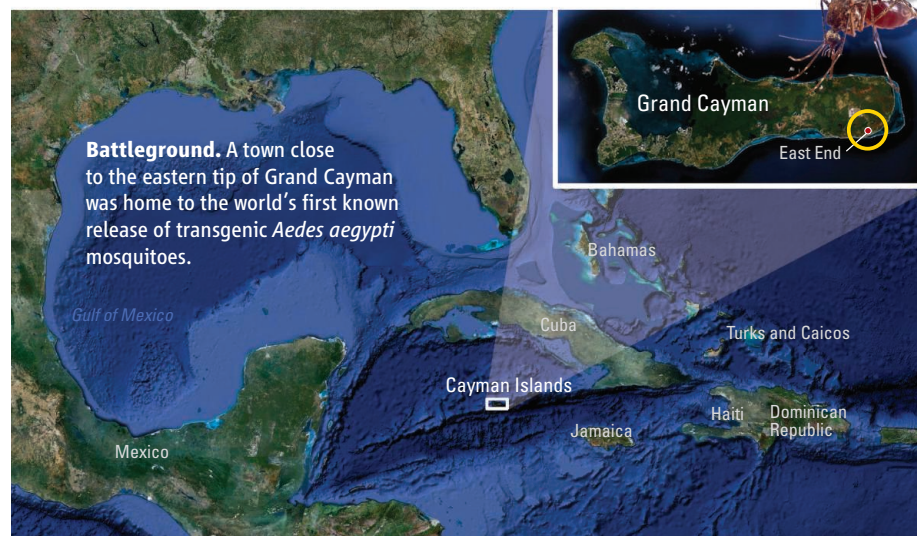 Grand Cayman
East End
Battleground. A town close
to the eastern tip of Grand Cayman
was home to the world's first known
release of transgenic Aedes aegypti
mosquitoes.
Bahamas
Gulf of Mexico
Cuba
Turks and Caicos
Cayman Islands
Haiti
Dominican
Republic
Jamaica
Mexico